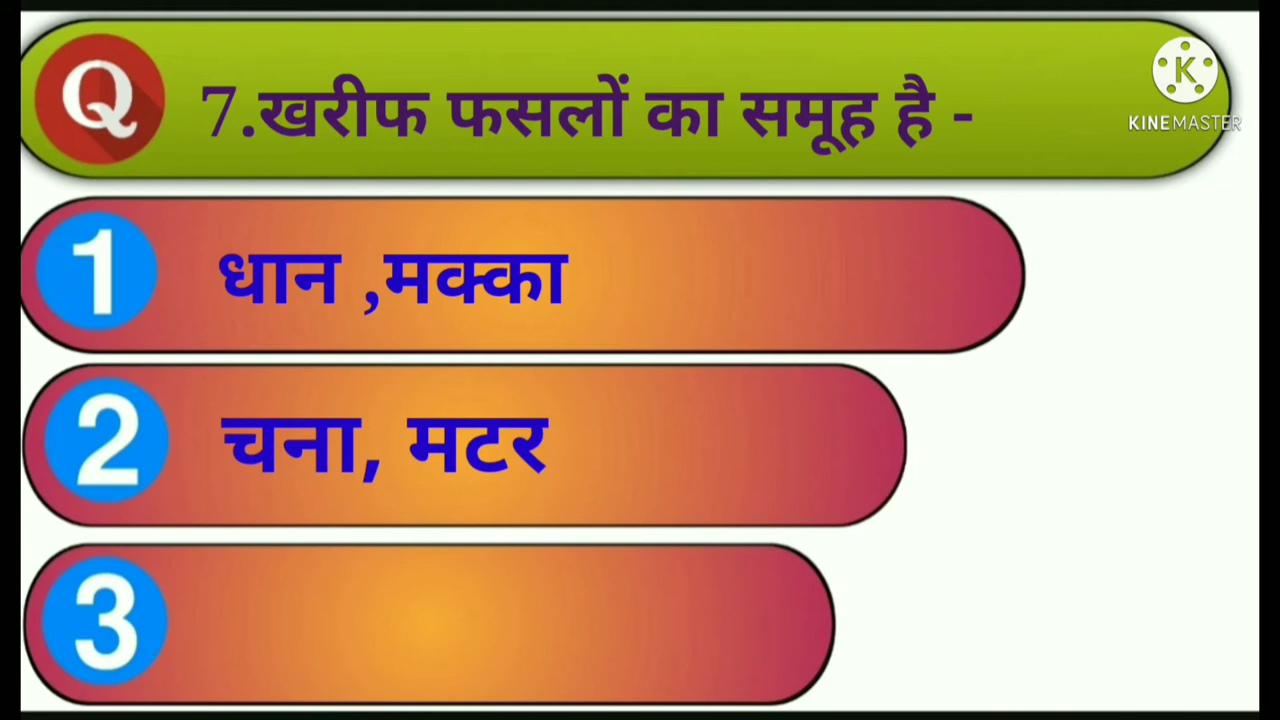 Q 7.खरीफ फसलों का समूह है -
K
KINEMASTER
1 धान ,मक्का
2 चना, मटर
3